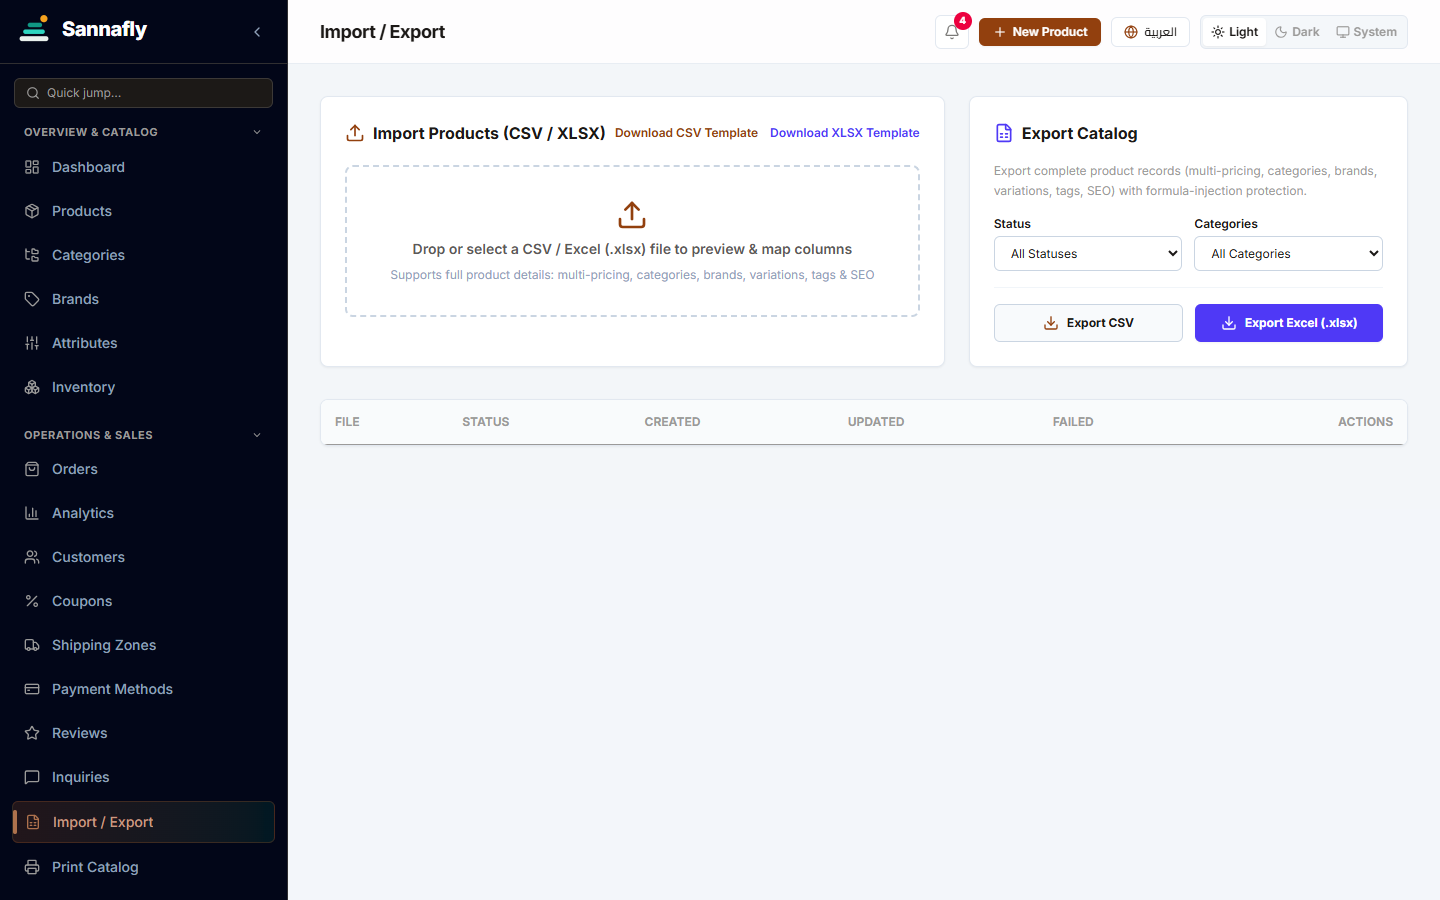 Sannafly
Quick jump...
OVERVIEW & CATALOG
Dashboard
Products
Categories
Brands
Attributes
Inventory
OPERATIONS & SALES
Orders
Analytics
Customers
Coupons
Shipping Zones
Payment Methods
Reviews
Inquiries
Import / Export
Print Catalog
Import / Export
4
New Product
العربية
Light
Dark
System
Import Products (CSV / XLSX)
Download CSV Template
Download XLSX Template
Drop or select a CSV / Excel (.xlsx) file to preview & map columns
Supports full product details: multi-pricing, categories, brands, variations, tags & SEO
Export Catalog
Export complete product records (multi-pricing, categories, brands,
variations, tags, SEO) with formula-injection protection.
Status
Categories
All Statuses
All Categories
Export CSV
Export Excel (.xlsx)
FILE STATUS CREATED UPDATED FAILED ACTIONS